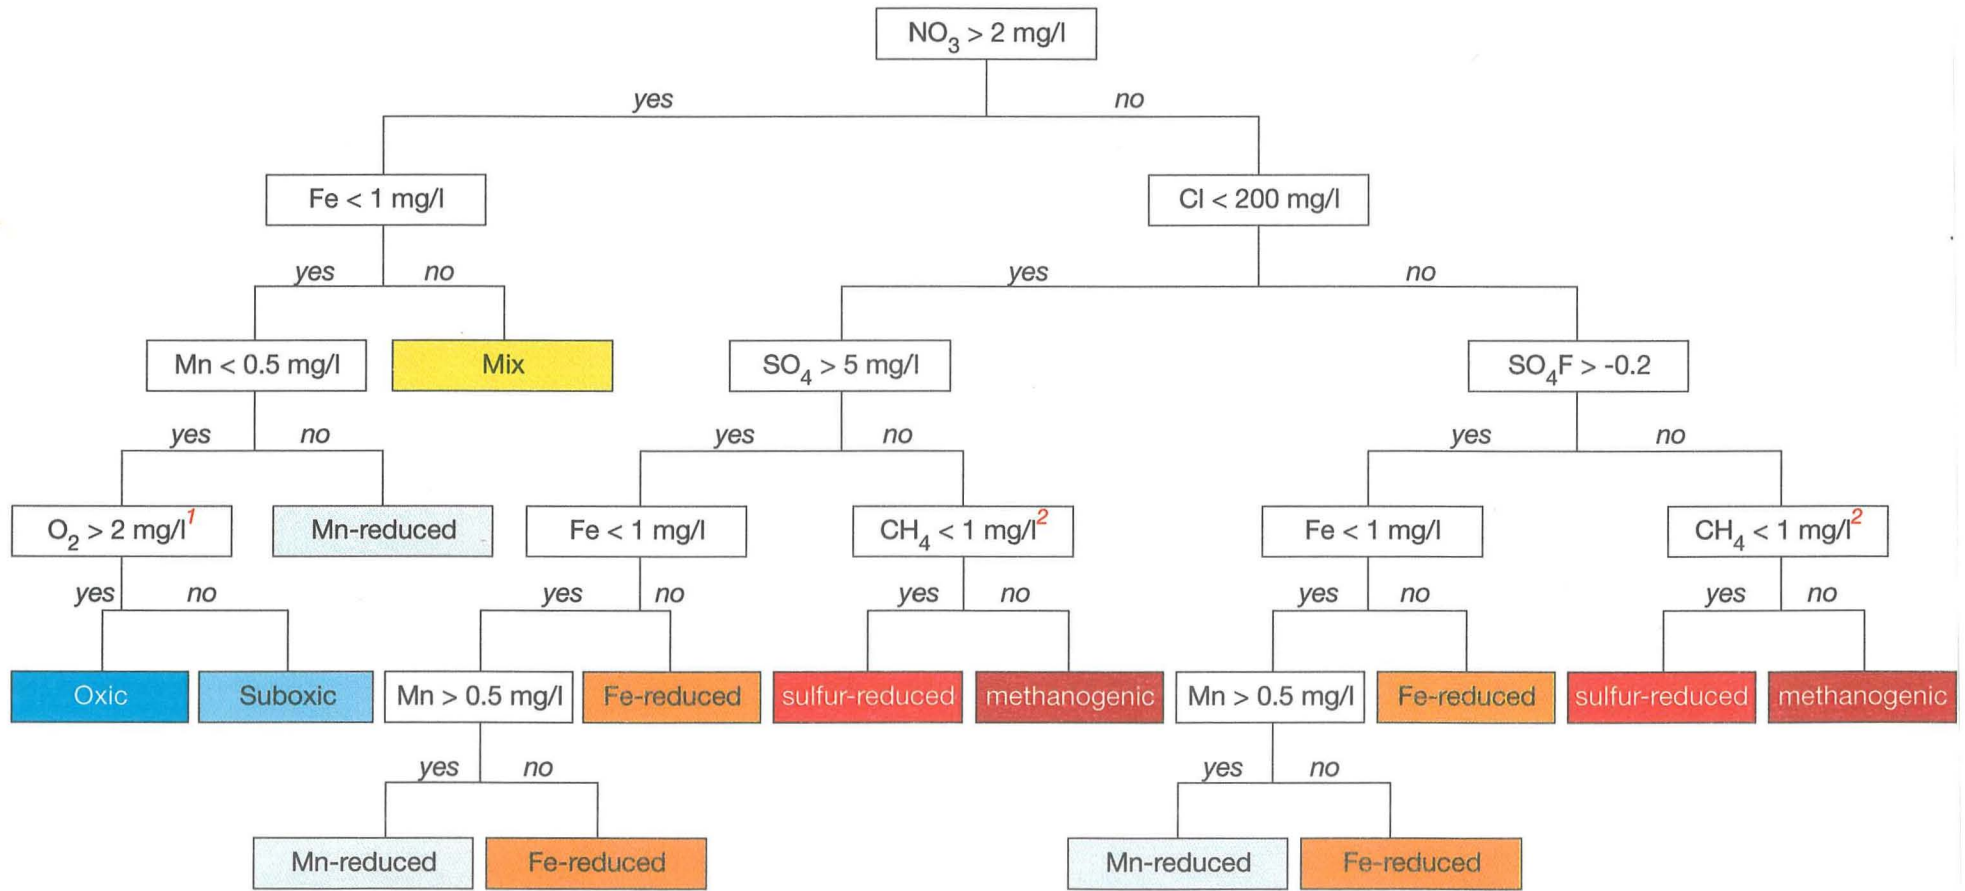 NO₃ > 2 mg/l
yes no
Fe < 1 mg/l Cl < 200 mg/l
yes no yes no
Mn < 0.5 mg/l Mix SO₄ > 5 mg/l SO₄F > -0.2
yes no yes no yes no
O₂ > 2 mg/l¹ Mn-reduced Fe < 1 mg/l CH₄ < 1 mg/l² Fe < 1 mg/l CH₄ < 1 mg/l²
yes no yes no yes no yes no yes no
Oxic Suboxic Mn > 0.5 mg/l Fe-reduced sulfur-reduced methanogenic Mn > 0.5 mg/l Fe-reduced sulfur-reduced methanogenic
yes no yes no
Mn-reduced Fe-reduced Mn-reduced Fe-reduced